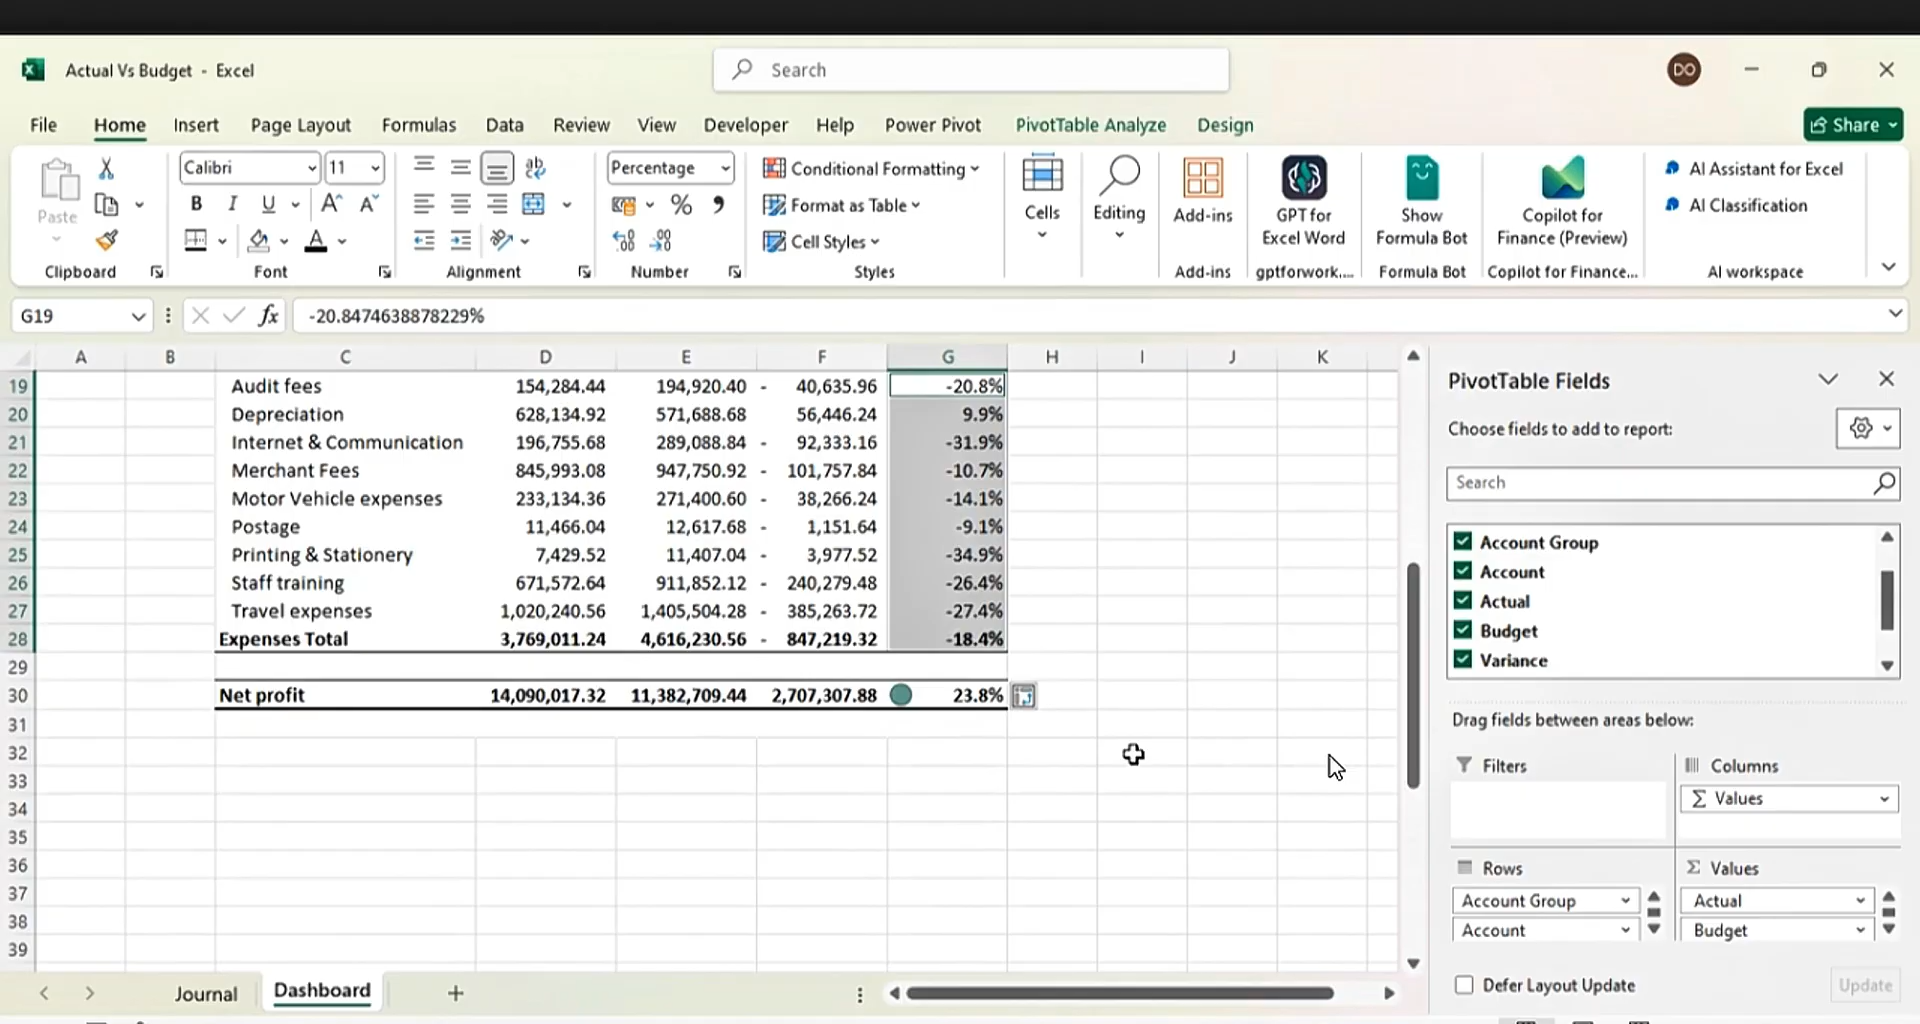 Actual Vs Budget - Excel
Search
DO
File Home Insert Page Layout Formulas Data Review View Developer Help Power Pivot PivotTable Analyze Design Share
Paste
Clipboard
Calibri 11
B I U A A
A
Font
ab
Alignment
Percentage
% 9
Number
Conditional Formatting
Format as Table
Cell Styles
Styles
Cells
Editing
Add-ins
Add-ins
GPT for
Excel Word
gptforwork....
Show
Formula Bot
Formula Bot
Copilot for
Finance (Preview)
Copilot for Finance...
AI Assistant for Excel
AI Classification
AI workspace
G19 fx -20.8474638878229%
A B C D E F G H I J K
19 Audit fees 154,284.44 194,920.40 - 40,635.96 -20.8%
20 Depreciation 628,134.92 571,688.68 56,446.24 9.9%
21 Internet & Communication 196,755.68 289,088.84 - 92,333.16 -31.9%
22 Merchant Fees 845,993.08 947,750.92 - 101,757.84 -10.7%
23 Motor Vehicle expenses 233,134.36 271,400.60 - 38,266.24 -14.1%
24 Postage 11,466.04 12,617.68 - 1,151.64 -9.1%
25 Printing & Stationery 7,429.52 11,407.04 - 3,977.52 -34.9%
26 Staff training 671,572.64 911,852.12 - 240,279.48 -26.4%
27 Travel expenses 1,020,240.56 1,405,504.28 - 385,263.72 -27.4%
28 Expenses Total 3,769,011.24 4,616,230.56 - 847,219.32 -18.4%
29
30 Net profit 14,090,017.32 11,382,709.44 2,707,307.88 23.8%
31
32
33
34
35
36
37
38
39
Journal Dashboard
PivotTable Fields
Choose fields to add to report:
Search
Account Group
Account
Actual
Budget
Variance
Drag fields between areas below:
Filters
Columns
Σ Values
Rows
Account Group
Account
Σ Values
Actual
Budget
Defer Layout Update Update